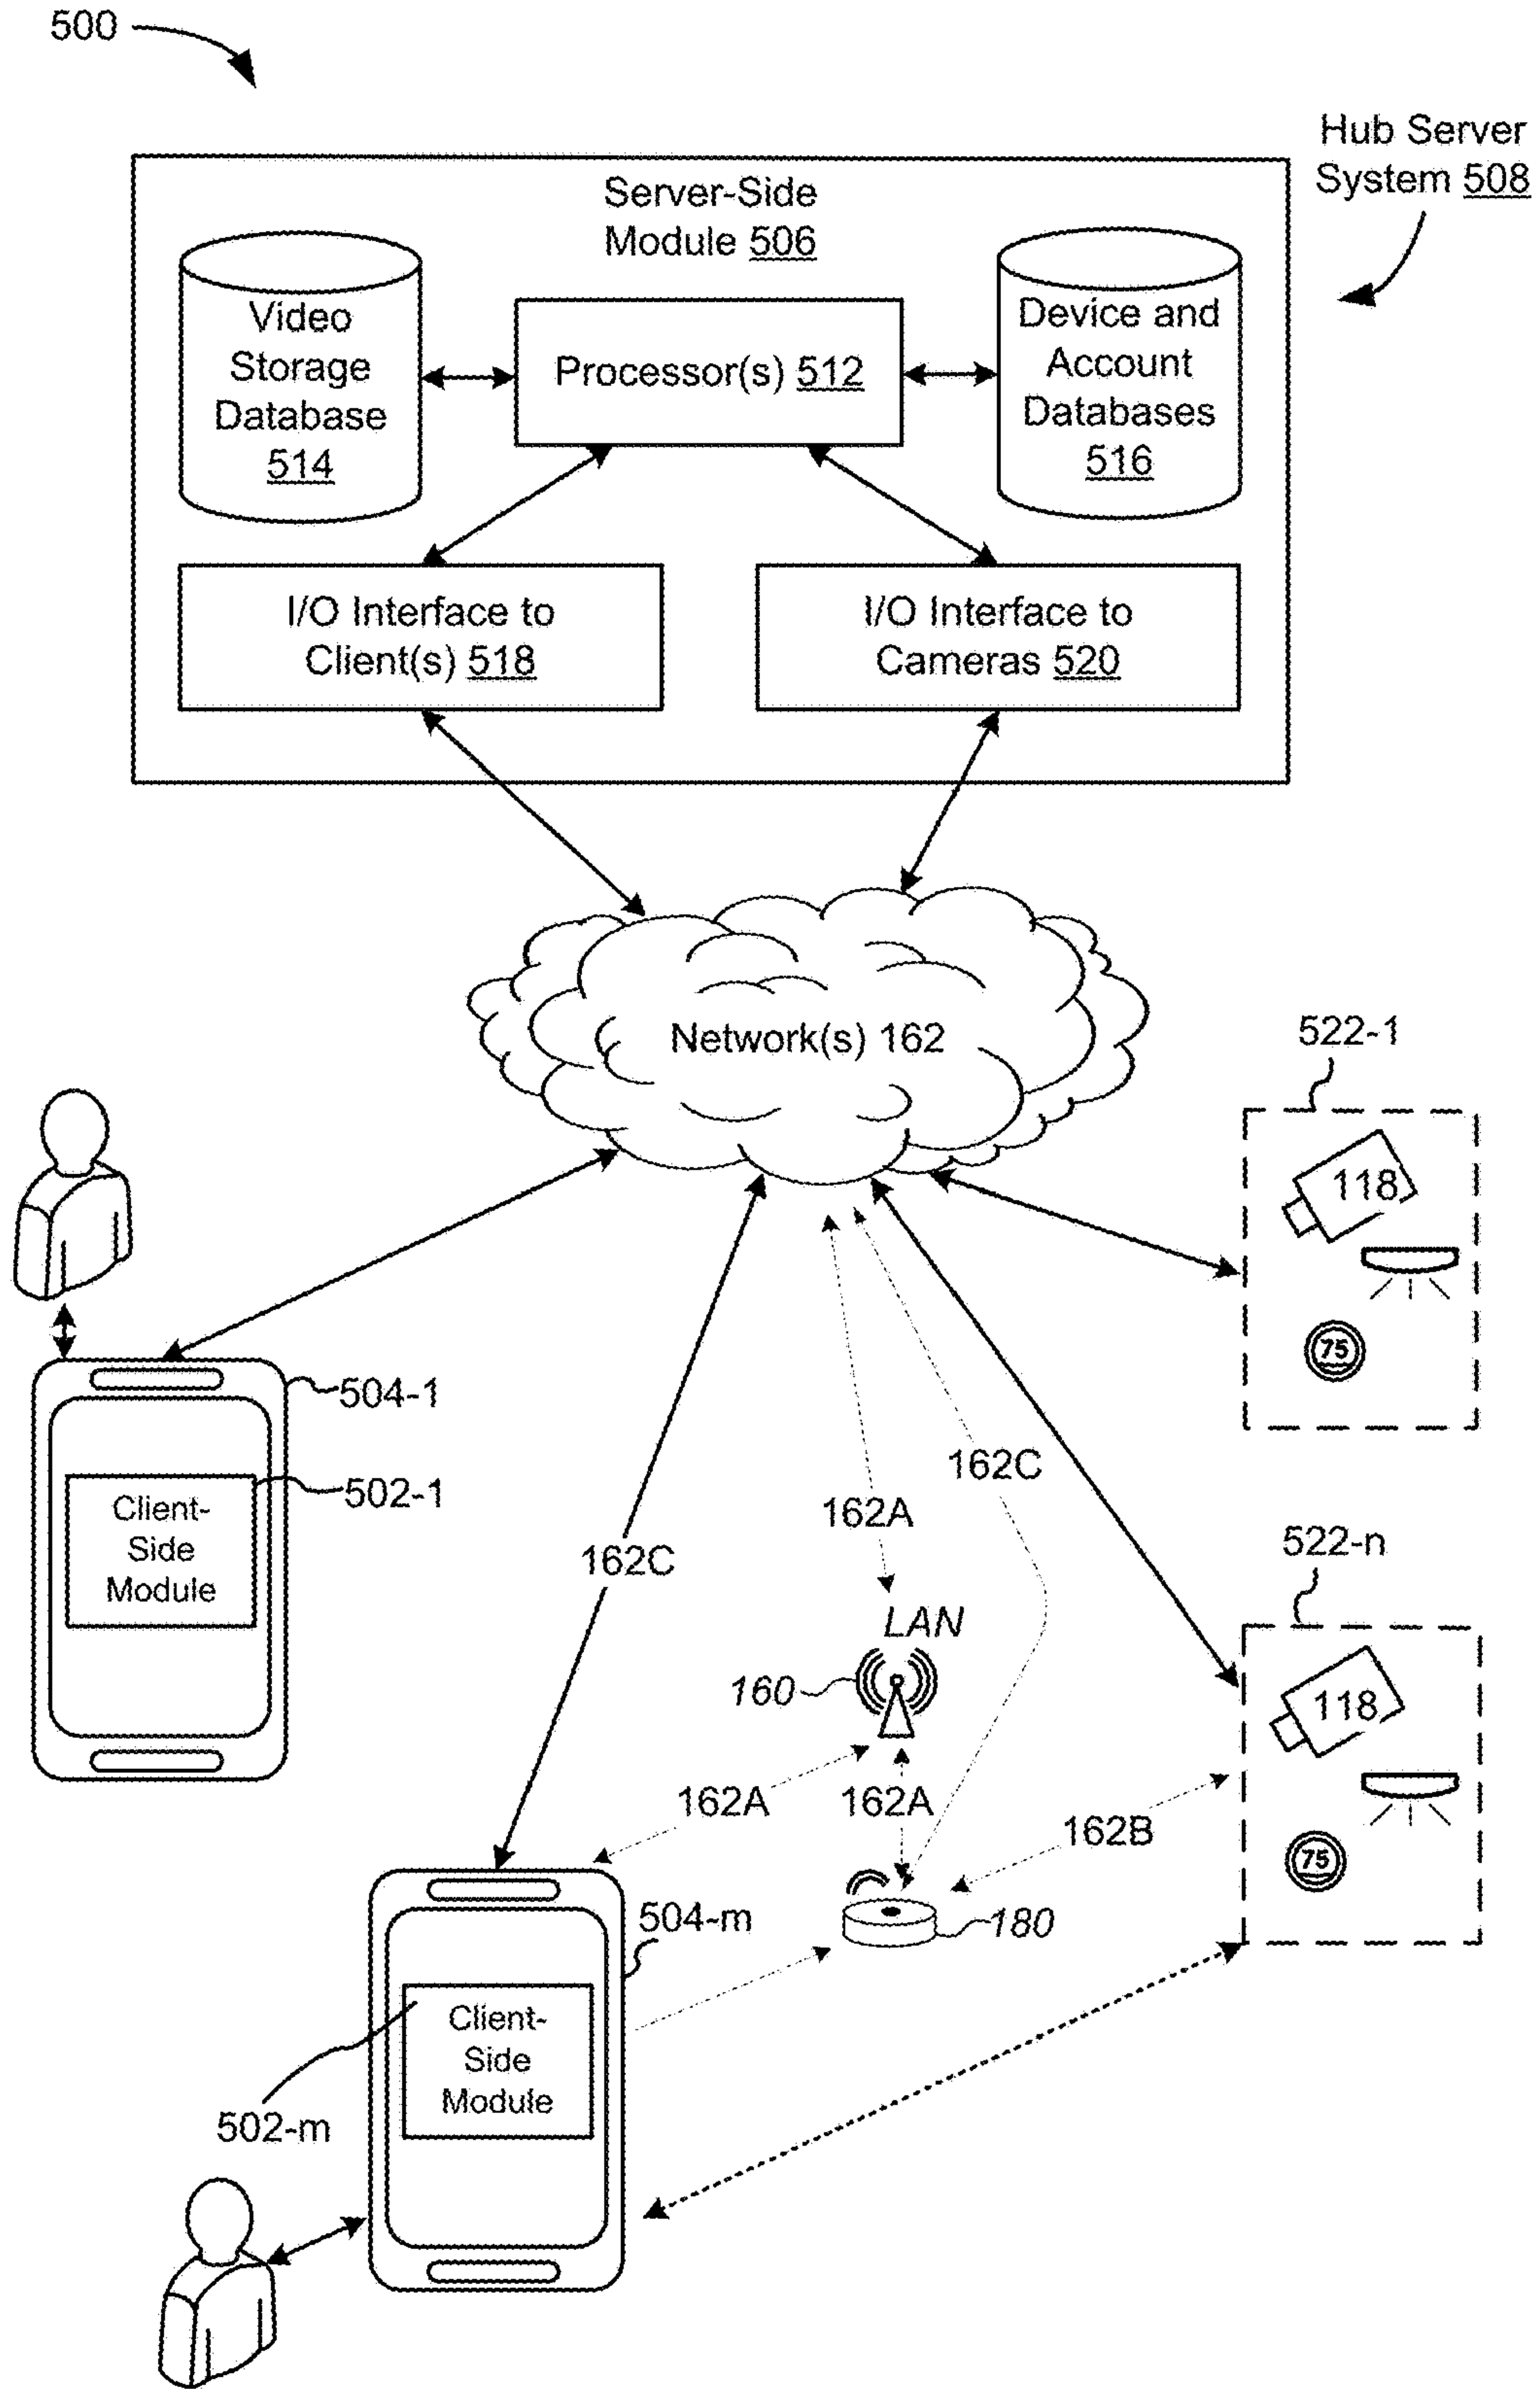 500
Hub Server
System 508
Server-Side
Module 506
Video
Storage
Database
514
Processor(s) 512
Device and
Account
Databases
516
I/O Interface to
Client(s) 518
I/O Interface to
Cameras 520
Network(s) 162
522-1
118
75
504-1
502-1
Client-
Side
Module
162C
162A
162C
522-n
LAN
160
118
162A
162A
162B
75
504-m
180
Client-
Side
Module
502-m